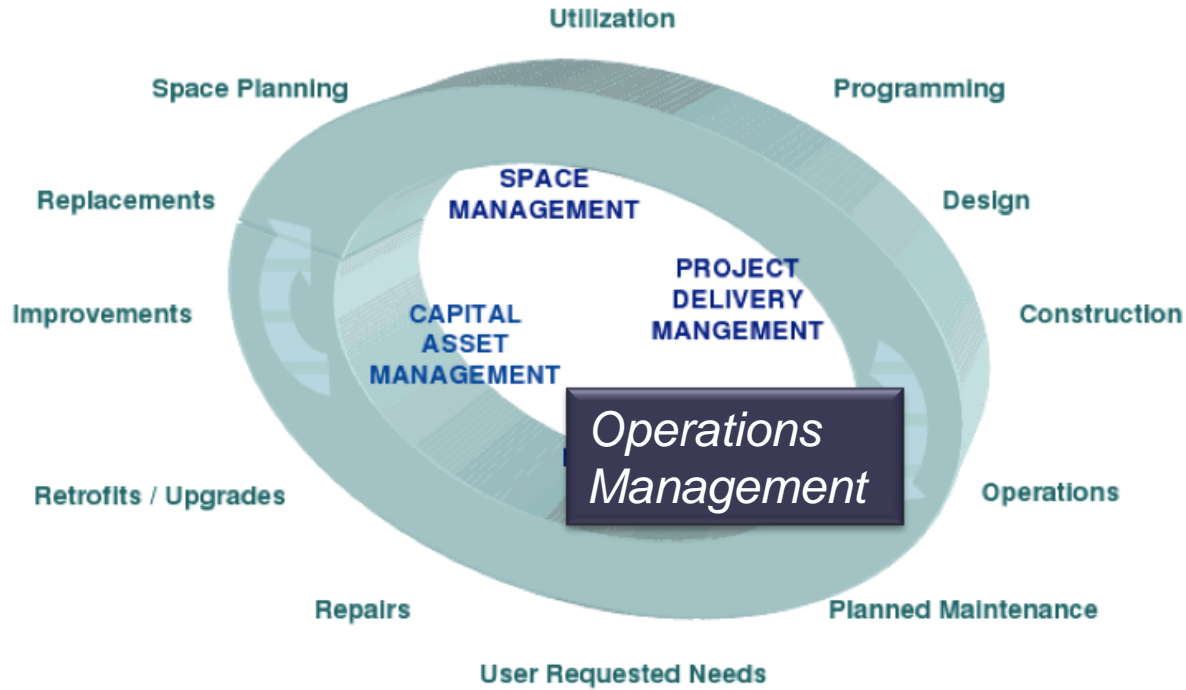 Utilization
Space Planning
Programming
Replacements
SPACE
MANAGEMENT
Design
PROJECT
DELIVERY
MANGEMENT
Improvements
CAPITAL
ASSET
MANAGEMENT
Construction
Operations
Management
Retrofits / Upgrades
Operations
Repairs
Planned Maintenance
User Requested Needs